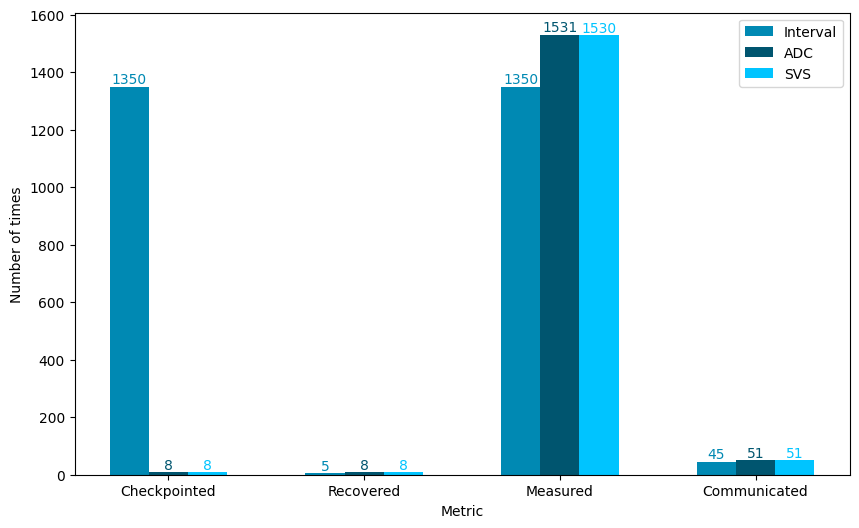 Interval
ADC
SVS
Number of times
1600
1400
1200
1000
800
600
400
200
0
1350
8
8
5
8
8
1350
1531
1530
45
51
51
Checkpointed
Recovered
Measured
Communicated
Metric